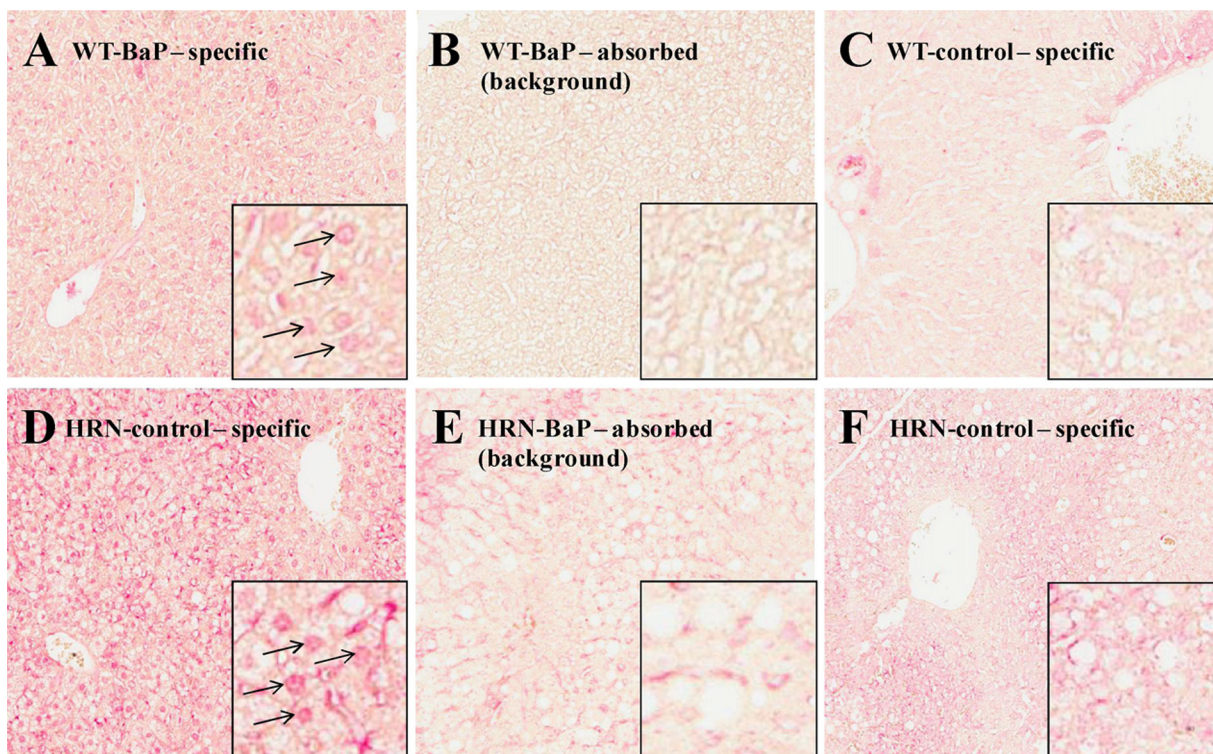 A WT-BaP – specific
B WT-BaP – absorbed
(background)
C WT-control – specific
D HRN-control – specific
E HRN-BaP – absorbed
(background)
F HRN-control – specific